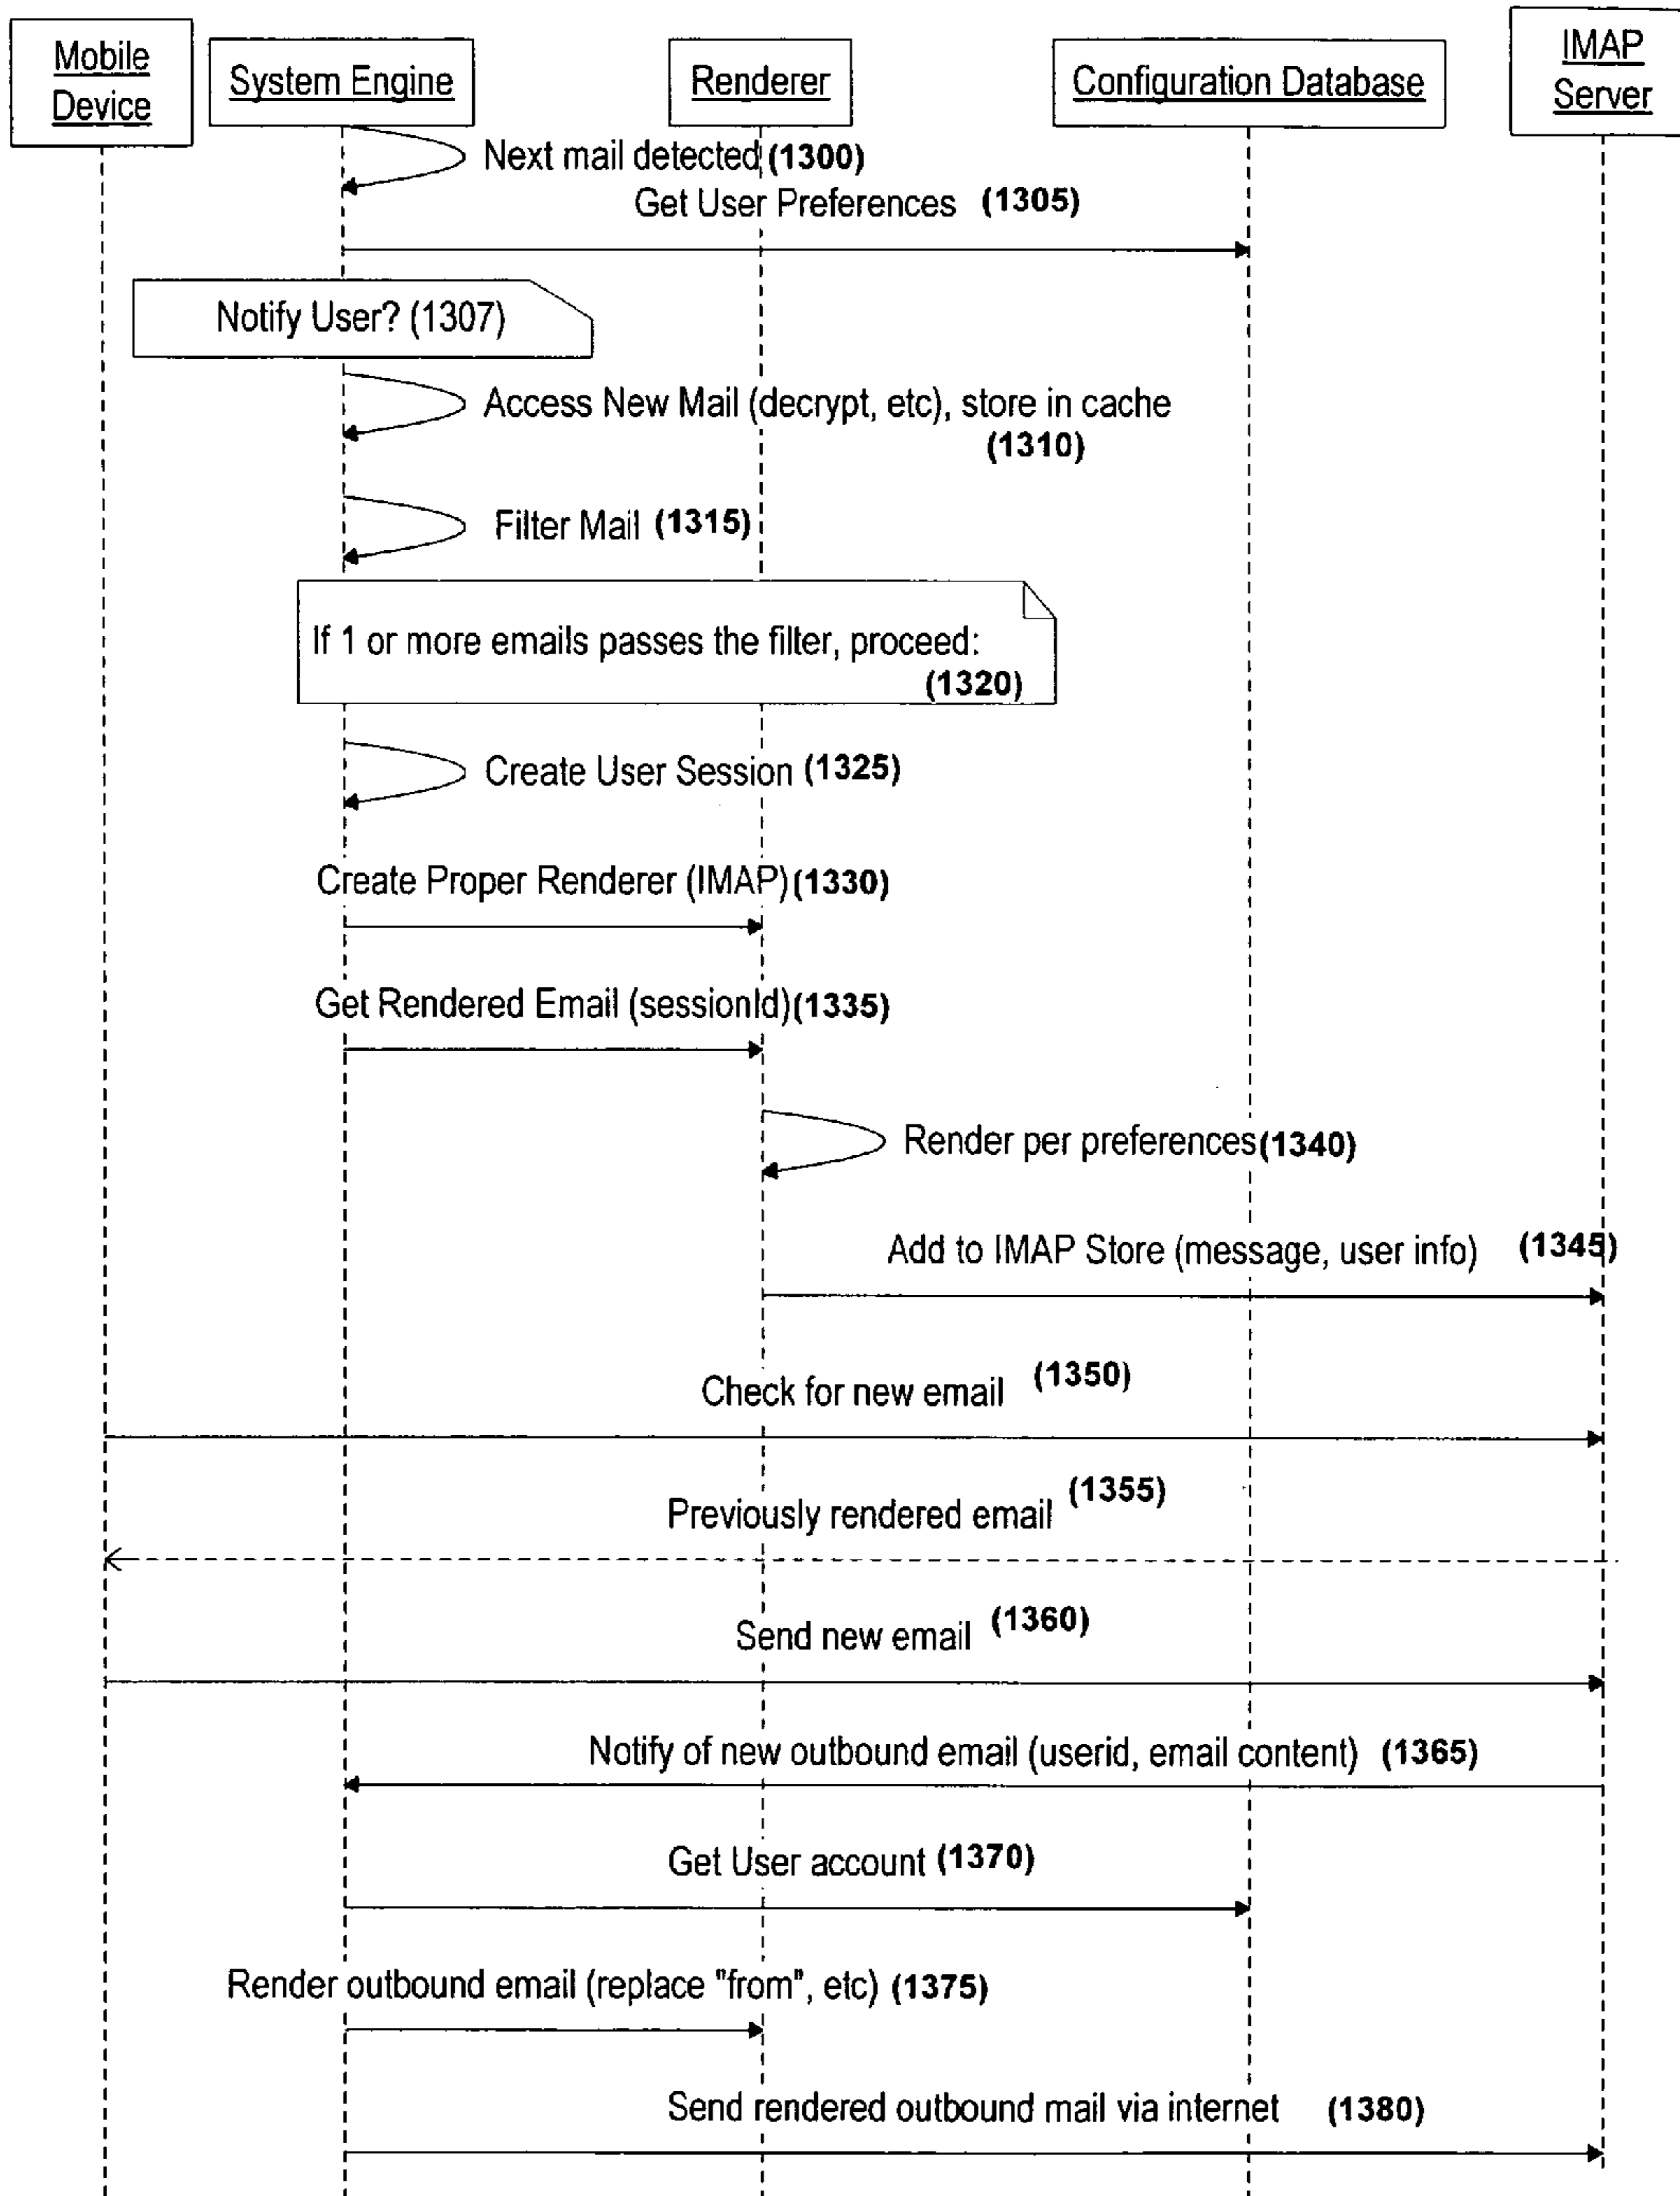 Mobile
Device
System Engine
Renderer
Configuration Database
IMAP
Server
Next mail detected (1300)
Get User Preferences (1305)
Notify User? (1307)
Access New Mail (decrypt, etc), store in cache
(1310)
Filter Mail (1315)
If 1 or more emails passes the filter, proceed:
(1320)
Create User Session (1325)
Create Proper Renderer (IMAP) (1330)
Get Rendered Email (sessionId) (1335)
Render per preferences (1340)
Add to IMAP Store (message, user info) (1345)
Check for new email (1350)
Previously rendered email (1355)
Send new email (1360)
Notify of new outbound email (userid, email content) (1365)
Get User account (1370)
Render outbound email (replace "from", etc) (1375)
Send rendered outbound mail via internet (1380)